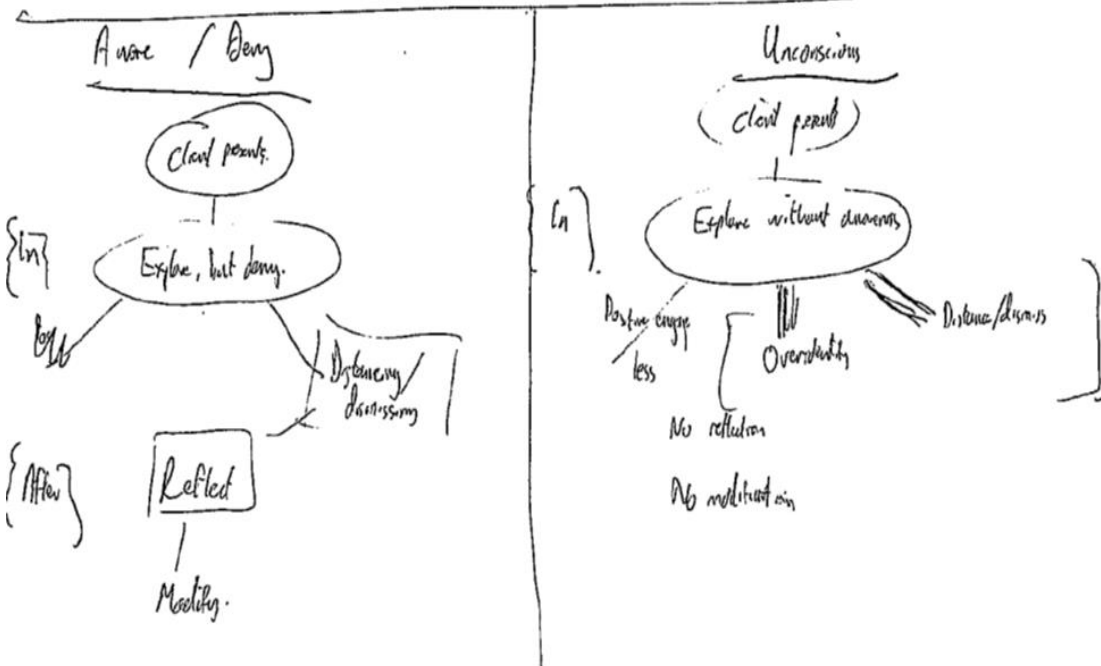 Aware / Deny
Client presents.
{In}
Explore, but deny.
Distancing/
dismissing
{After}
Reflect
Modify.
Unconscious
Client presents
[In]
Explore without awareness
Positive engage
less
Overidentify
Distance/dismiss
No reflection
No modification